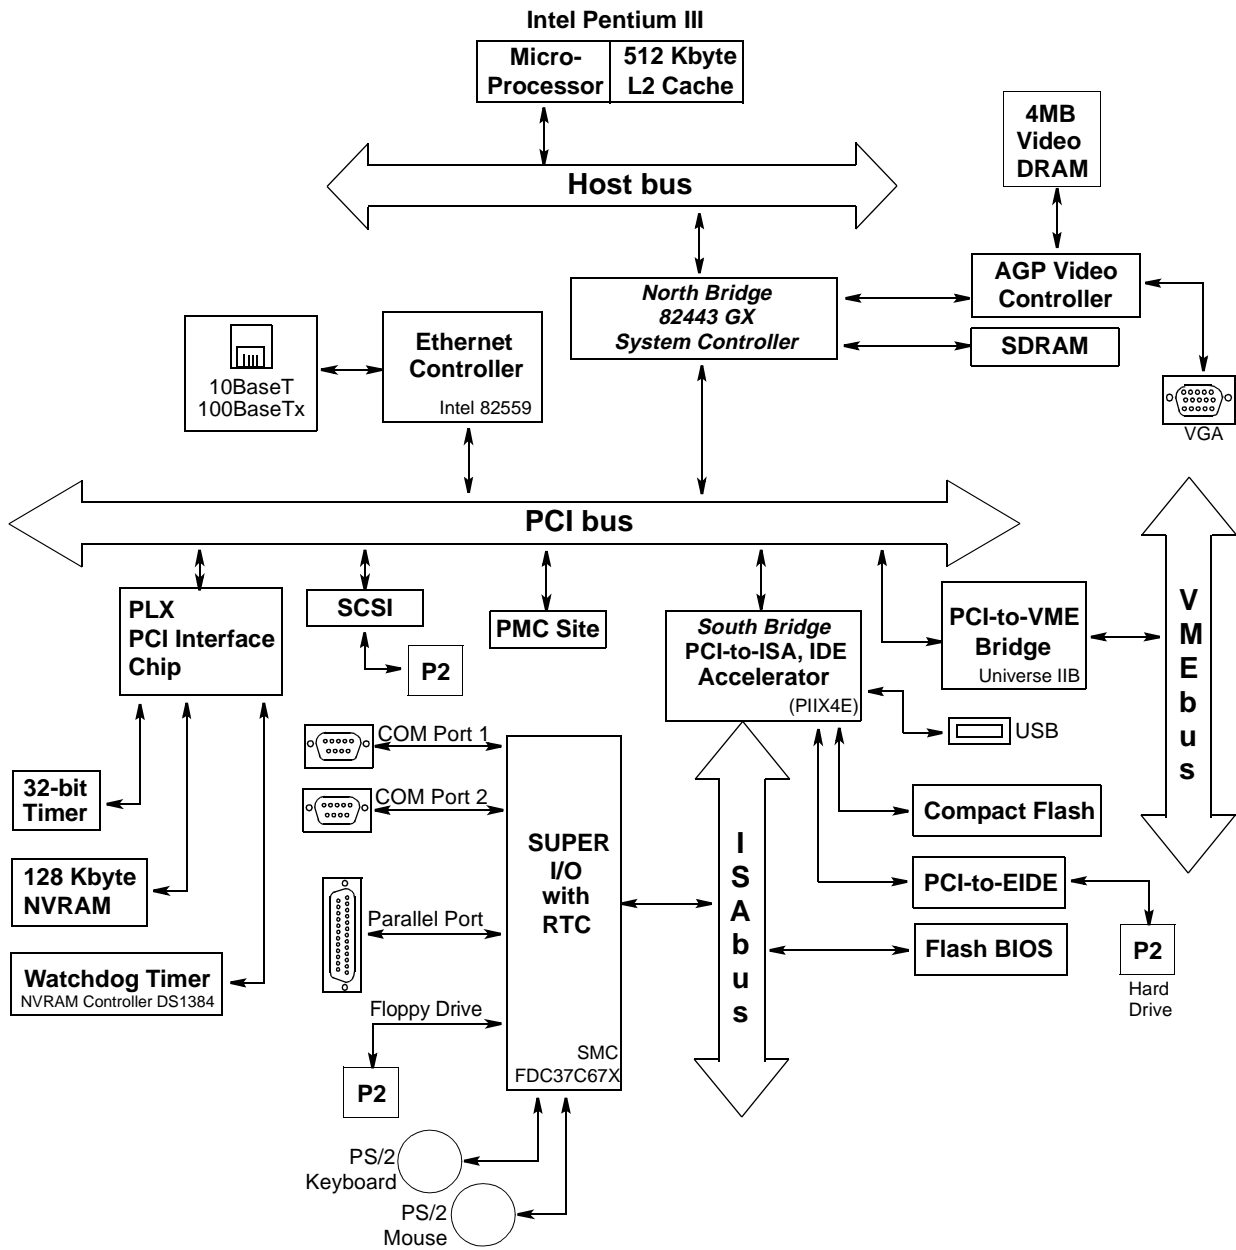 Intel Pentium III
Micro-
Processor
512 Kbyte
L2 Cache
4MB
Video
DRAM
Host bus
AGP Video
Controller
North Bridge
82443 GX
System Controller
SDRAM
VGA
10BaseT
100BaseTx
Ethernet
Controller
Intel 82559
PCI bus
PLX
PCI Interface
Chip
SCSI
P2
PMC Site
South Bridge
PCI-to-ISA, IDE
Accelerator
(PIIX4E)
PCI-to-VME
Bridge
Universe IIB
VMEbus
USB
COM Port 1
COM Port 2
32-bit
Timer
128 Kbyte
NVRAM
Watchdog Timer
NVRAM Controller DS1384
Parallel Port
Floppy Drive
P2
SUPER
I/O
with
RTC
SMC
FDC37C67X
ISAbus
Compact Flash
PCI-to-EIDE
Flash BIOS
P2
Hard
Drive
PS/2
Keyboard
PS/2
Mouse